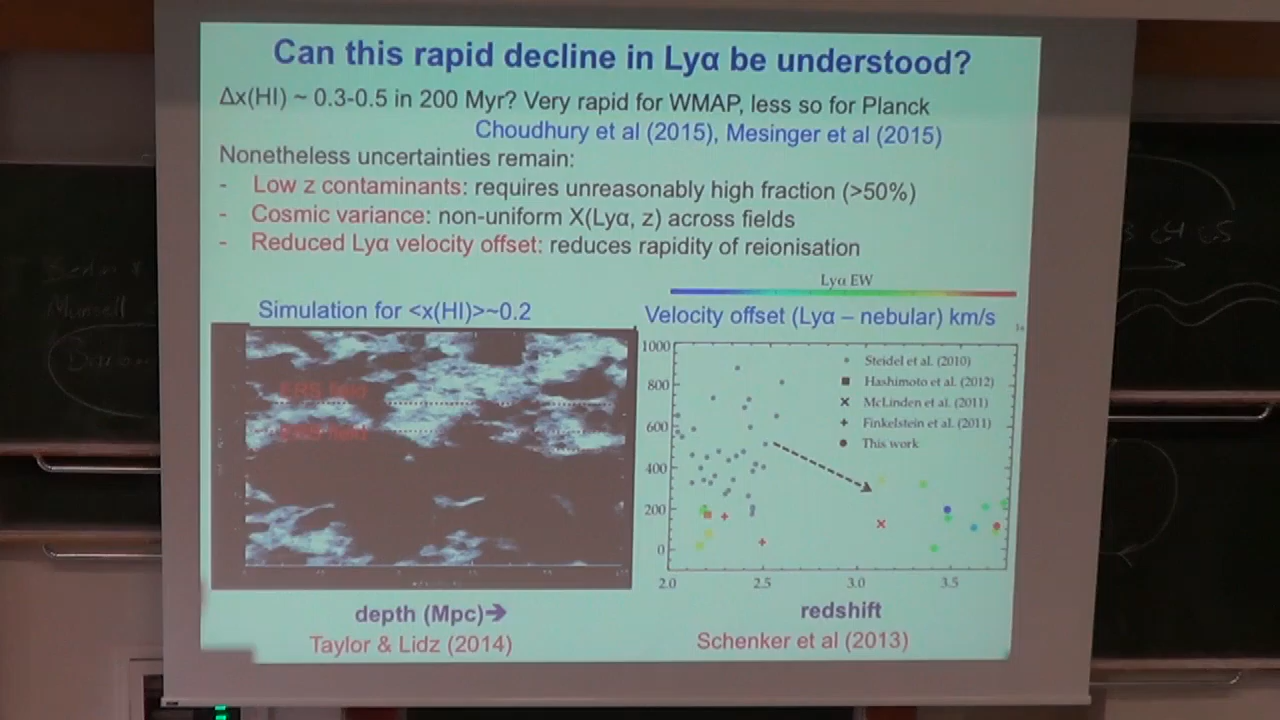 Can this rapid decline in Lyα be understood?
Δx(HI) ~ 0.3-0.5 in 200 Myr? Very rapid for WMAP, less so for Planck
Choudhury et al (2015), Mesinger et al (2015)
Nonetheless uncertainties remain:
- Low z contaminants: requires unreasonably high fraction (>50%)
- Cosmic variance: non-uniform X(Lyα, z) across fields
- Reduced Lyα velocity offset: reduces rapidity of reionisation
Simulation for <x(HI)>~0.2
ERS field
depth (Mpc)→
Taylor & Lidz (2014)
Lyα EW
Velocity offset (Lyα – nebular) km/s
1000
800
600
400
200
0
Steidel et al. (2010)
Hashimoto et al. (2012)
McLinden et al. (2011)
Finkelstein et al. (2011)
This work
2.0 2.5 3.0 3.5
redshift
Schenker et al (2013)